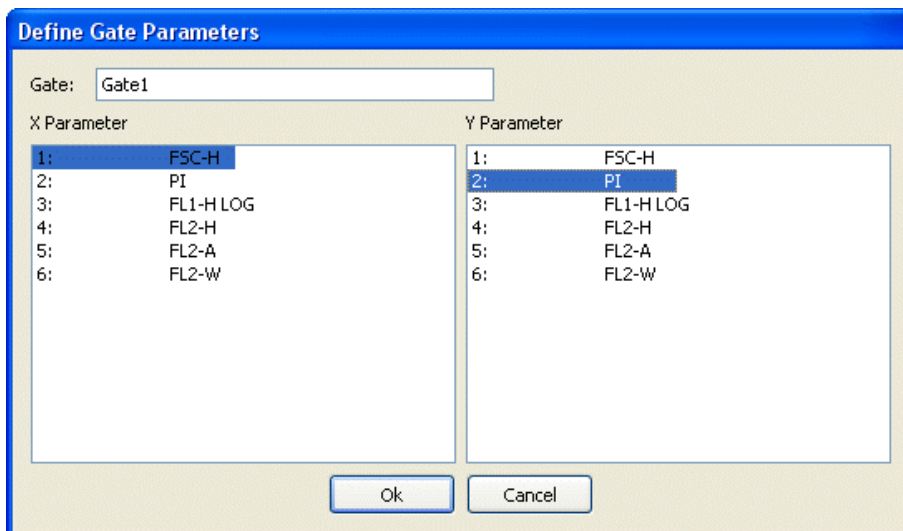 Define Gate Parameters
Gate: Gate1
X Parameter
1: FSC-H
2: PI
3: FL1-H LOG
4: FL2-H
5: FL2-A
6: FL2-W
Y Parameter
1: FSC-H
2: PI
3: FL1-H LOG
4: FL2-H
5: FL2-A
6: FL2-W
Ok Cancel